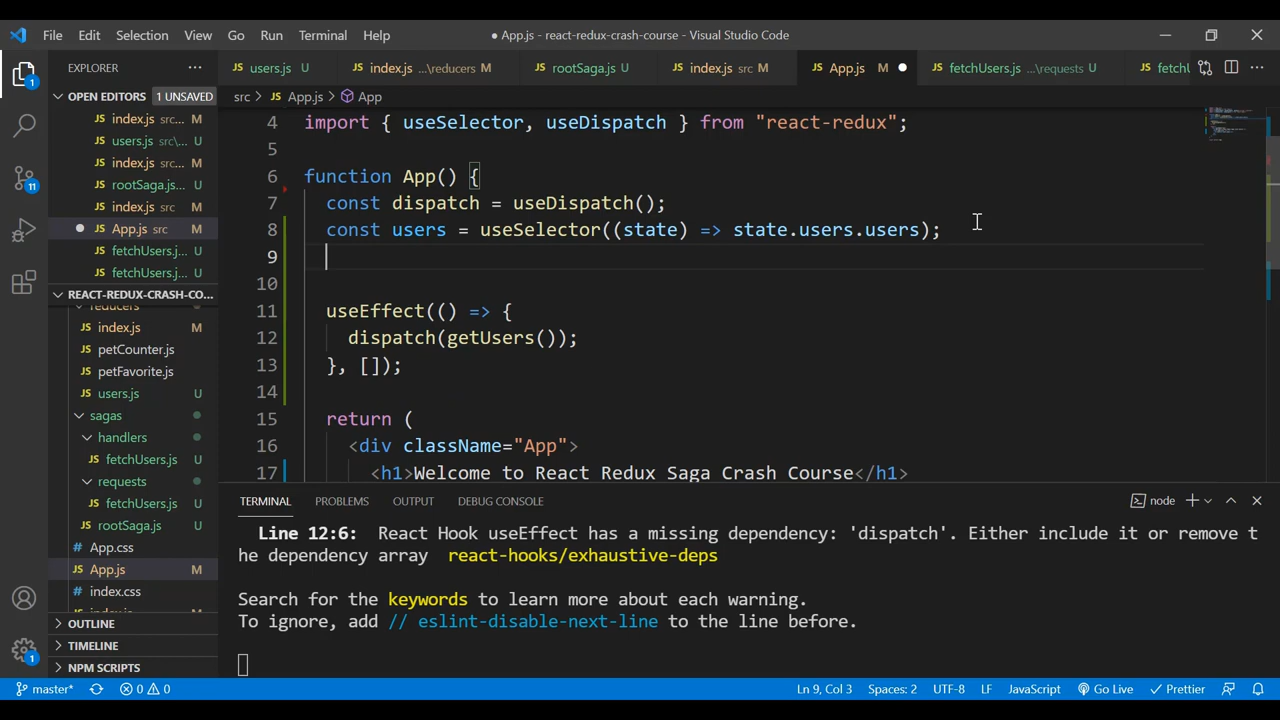 File Edit Selection View Go Run Terminal Help
● App.js - react-redux-crash-course - Visual Studio Code
EXPLORER
users.js U
index.js ...\reducers M
rootSaga.js U
index.js src M
App.js M
fetchUsers.js ...\requests U
fetchU
OPEN EDITORS 1 UNSAVED
index.js src... M
users.js src\... U
index.js src... M
rootSaga.js... U
index.js src M
App.js src M
fetchUsers.j... U
fetchUsers.j... U
REACT-REDUX-CRASH-CO...
reducers
index.js M
petCounter.js
petFavorite.js
users.js U
sagas
handlers
fetchUsers.js U
requests
fetchUsers.js U
rootSaga.js U
App.css
App.js M
index.css
index.js M
OUTLINE
TIMELINE
NPM SCRIPTS
1
11
1
src > App.js > App
4 import { useSelector, useDispatch } from "react-redux";
5
6 function App() {
7 const dispatch = useDispatch();
8 const users = useSelector((state) => state.users.users);
9
10
11 useEffect(() => {
12 dispatch(getUsers());
13 }, []);
14
15 return (
16 <div className="App">
17 <h1>Welcome to React Redux Saga Crash Course</h1>
TERMINAL PROBLEMS OUTPUT DEBUG CONSOLE
node
Line 12:6: React Hook useEffect has a missing dependency: 'dispatch'. Either include it or remove t
he dependency array react-hooks/exhaustive-deps
Search for the keywords to learn more about each warning.
To ignore, add // eslint-disable-next-line to the line before.
master* 0 0 Ln 9, Col 3 Spaces: 2 UTF-8 LF JavaScript Go Live Prettier